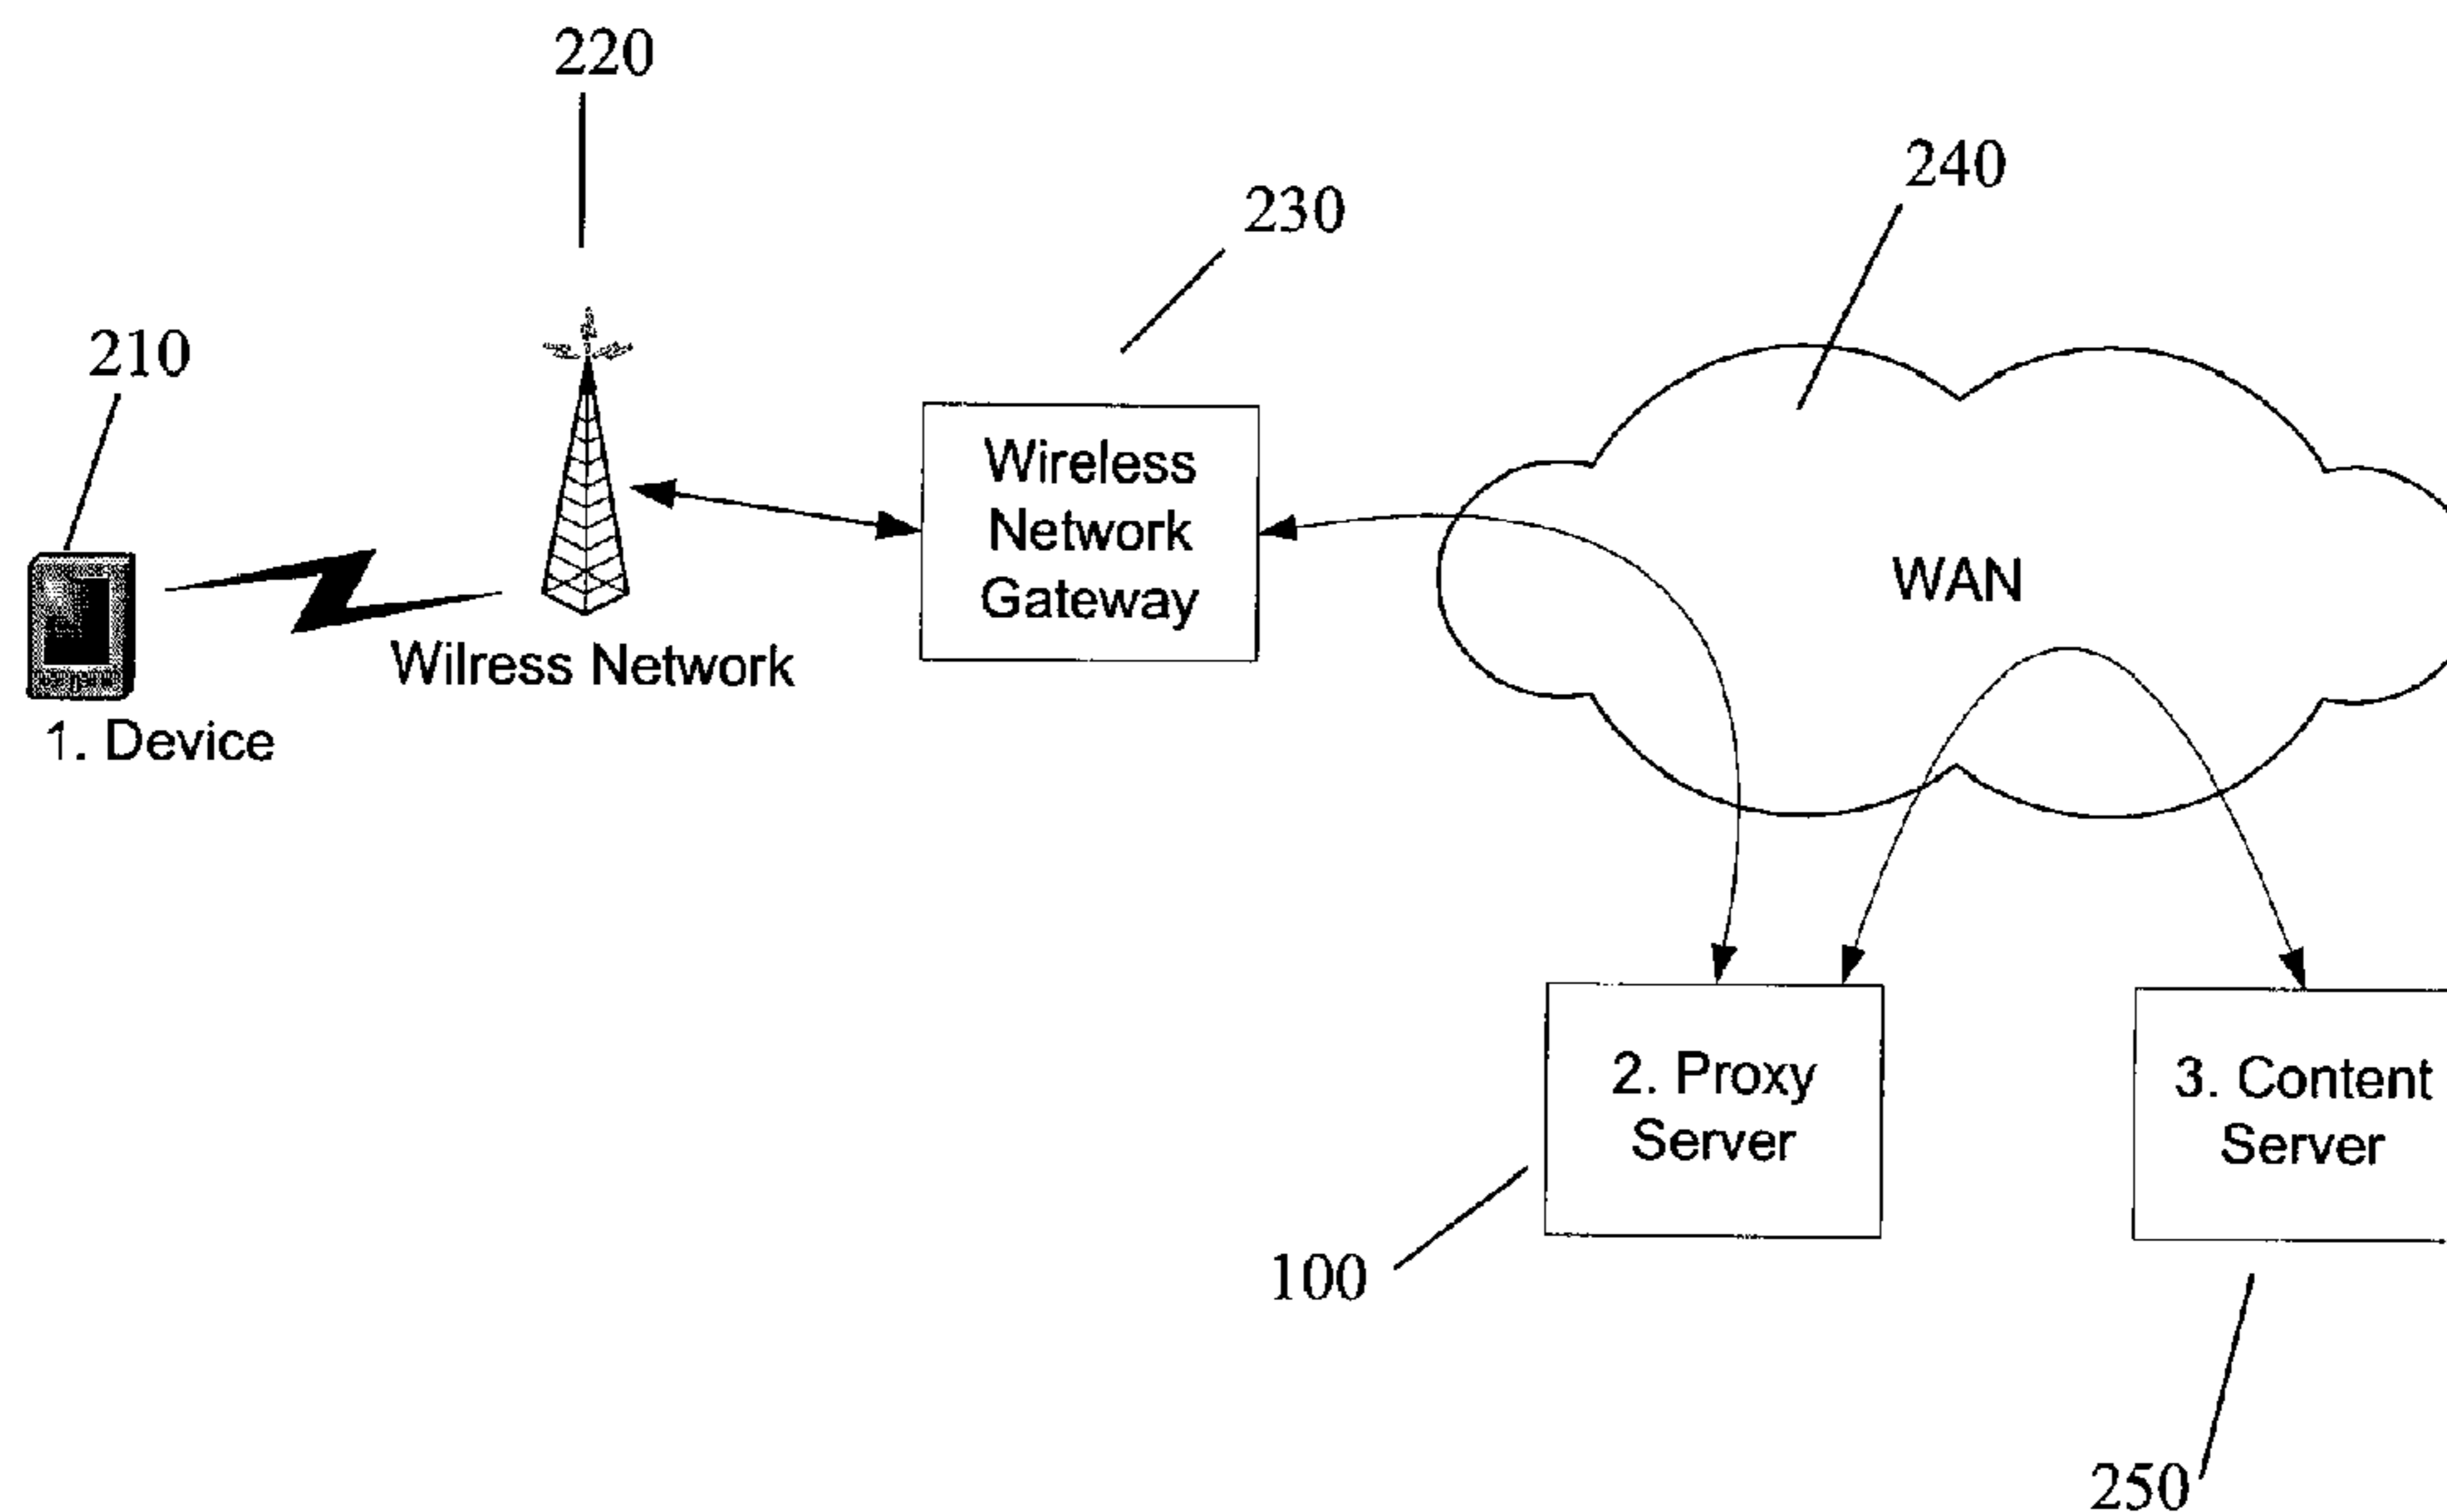 220
240
230
210
Wireless
Network
Gateway
WAN
Wilress Network
1. Device
2. Proxy
Server
3. Content
Server
100
250